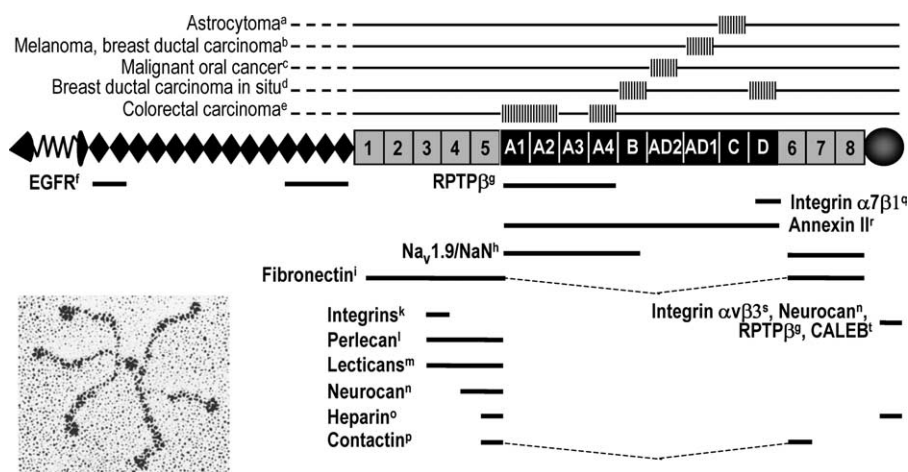 Astrocytomaᵃ
Melanoma, breast ductal carcinomaᵇ
Malignant oral cancerᶜ
Breast ductal carcinoma in situᵈ
Colorectal carcinomaᵉ
1 2 3 4 5 A1 A2 A3 A4 B AD2 AD1 C D 6 7 8
EGFRᶠ RPTPβᵍ
Integrin α7β1ᑫ
Annexin IIʳ
Naᵥ1.9/NaNʰ
Fibronectinⁱ
Integrinsᵏ Integrin αvβ3ˢ, Neurocanⁿ,
Perlecanˡ RPTPβᵍ, CALEBᵗ
Lecticansᵐ
Neurocanⁿ
Heparinᵒ
Contactinᵖ